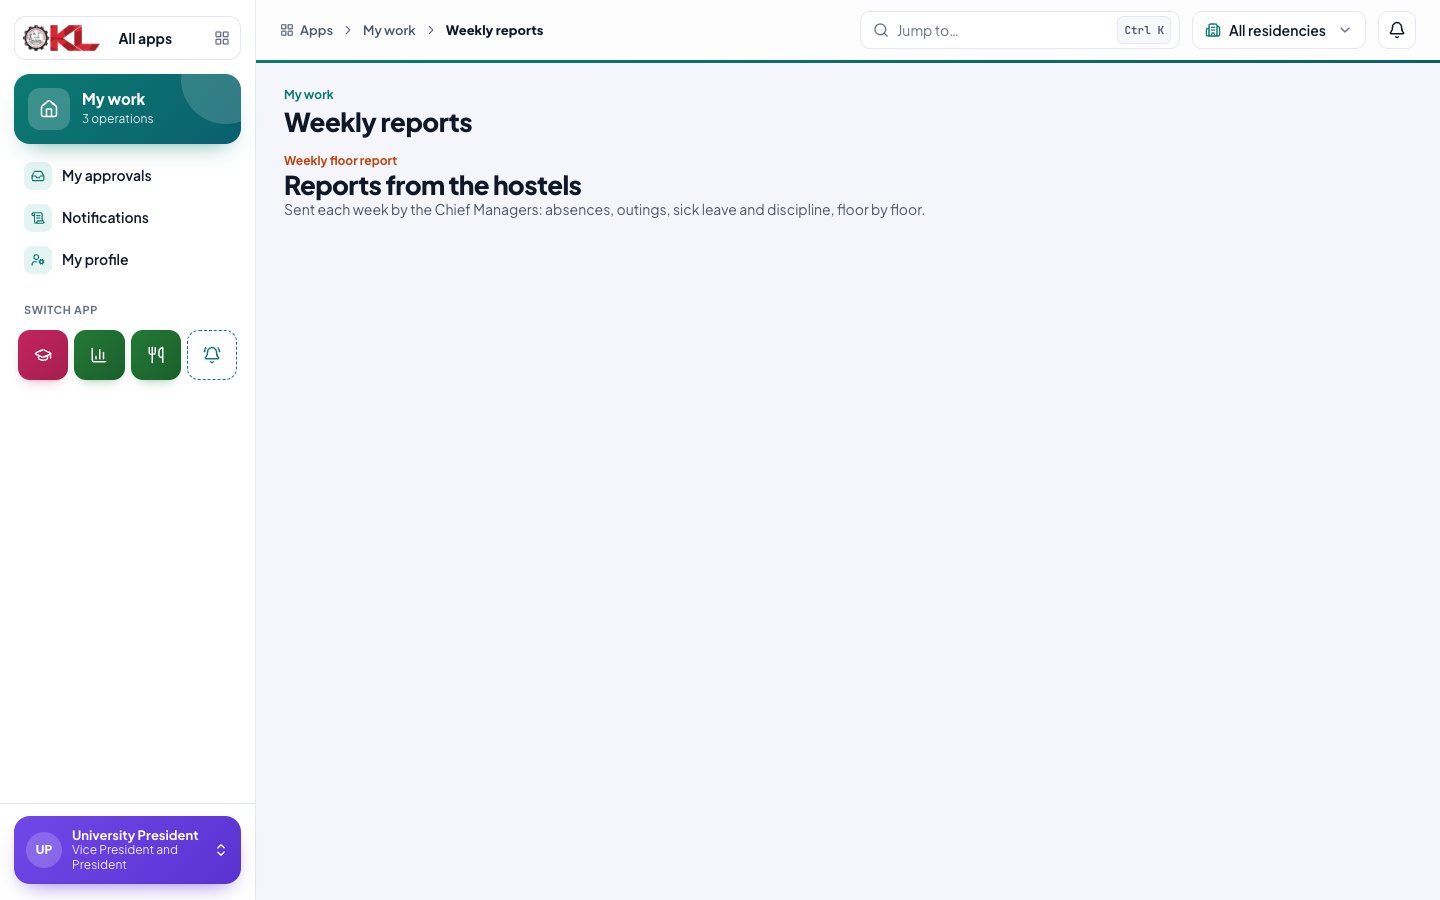 KL
All apps
My work
3 operations
My approvals
Notifications
My profile
SWITCH APP
University President
Vice President and
President
UP
Apps
My work
Weekly reports
Jump to…
Ctrl K
All residencies
My work
Weekly reports
Weekly floor report
Reports from the hostels
Sent each week by the Chief Managers: absences, outings, sick leave and discipline, floor by floor.